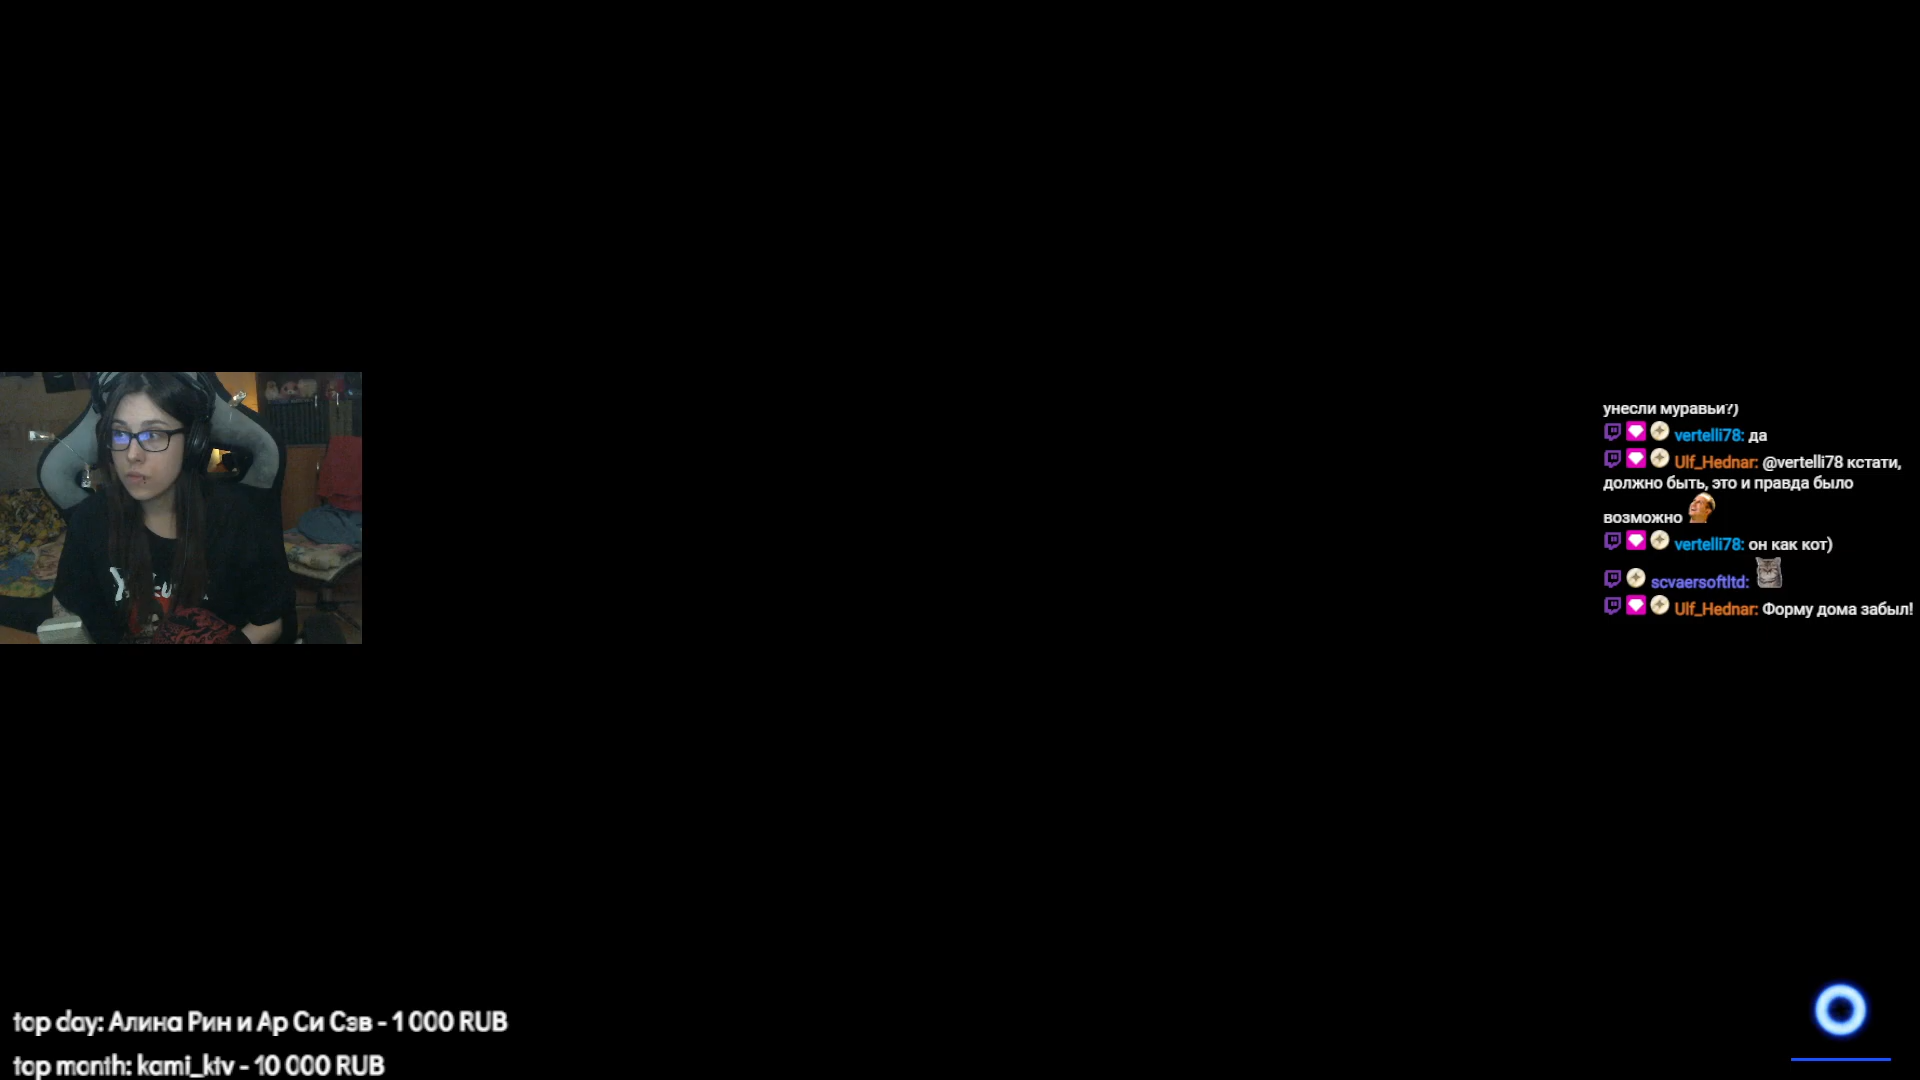 унесли муравьи?)
vertelli78: да
Ulf_Hednar: @vertelli78 кстати,
должно быть, это и правда было
возможно
vertelli78: он как кот)
scvaersoftltd:
Ulf_Hednar: Форму дома забыл!
top day: Алина Рин и Ар Си Сэв - 1 000 RUB
top month: kami_ktv - 10 000 RUB